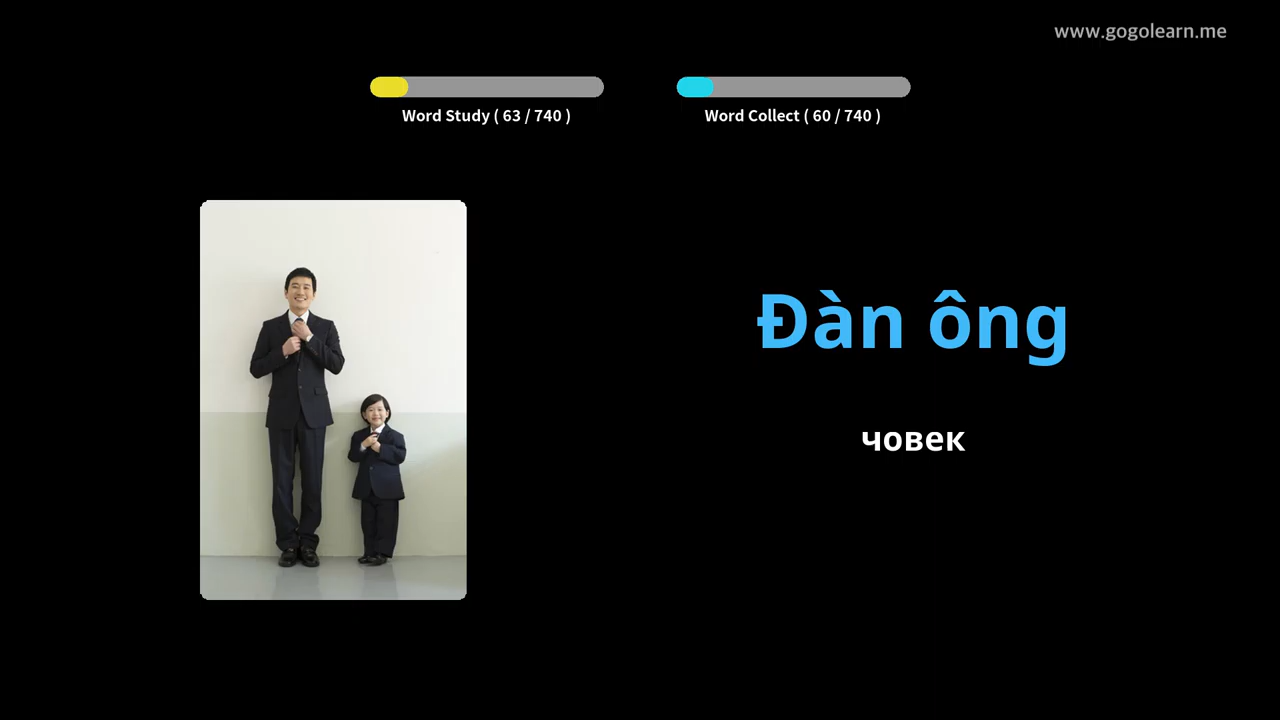 www.gogolearn.me
Word Study ( 63 / 740 )
Word Collect ( 60 / 740 )
Đàn ông
човек